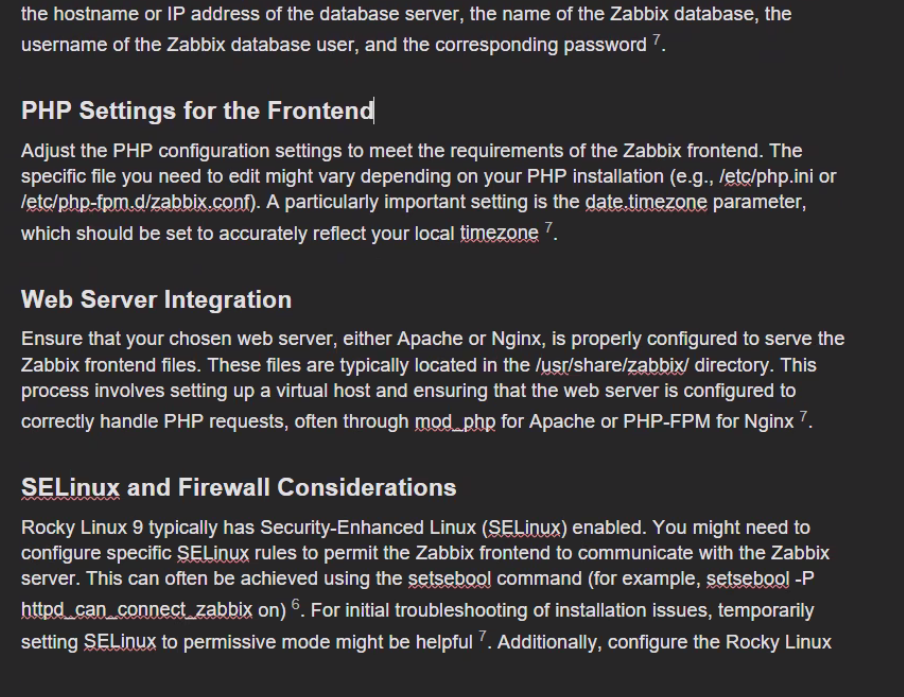 the hostname or IP address of the database server, the name of the Zabbix database, the
username of the Zabbix database user, and the corresponding password 7.
PHP Settings for the Frontend
Adjust the PHP configuration settings to meet the requirements of the Zabbix frontend. The
specific file you need to edit might vary depending on your PHP installation (e.g., /etc/php.ini or
/etc/php-fpm.d/zabbix.conf). A particularly important setting is the date.timezone parameter,
which should be set to accurately reflect your local timezone 7.
Web Server Integration
Ensure that your chosen web server, either Apache or Nginx, is properly configured to serve the
Zabbix frontend files. These files are typically located in the /usr/share/zabbix/ directory. This
process involves setting up a virtual host and ensuring that the web server is configured to
correctly handle PHP requests, often through mod_php for Apache or PHP-FPM for Nginx 7.
SELinux and Firewall Considerations
Rocky Linux 9 typically has Security-Enhanced Linux (SELinux) enabled. You might need to
configure specific SELinux rules to permit the Zabbix frontend to communicate with the Zabbix
server. This can often be achieved using the setsebool command (for example, setsebool -P
httpd_can_connect_zabbix on) 6. For initial troubleshooting of installation issues, temporarily
setting SELinux to permissive mode might be helpful 7. Additionally, configure the Rocky Linux